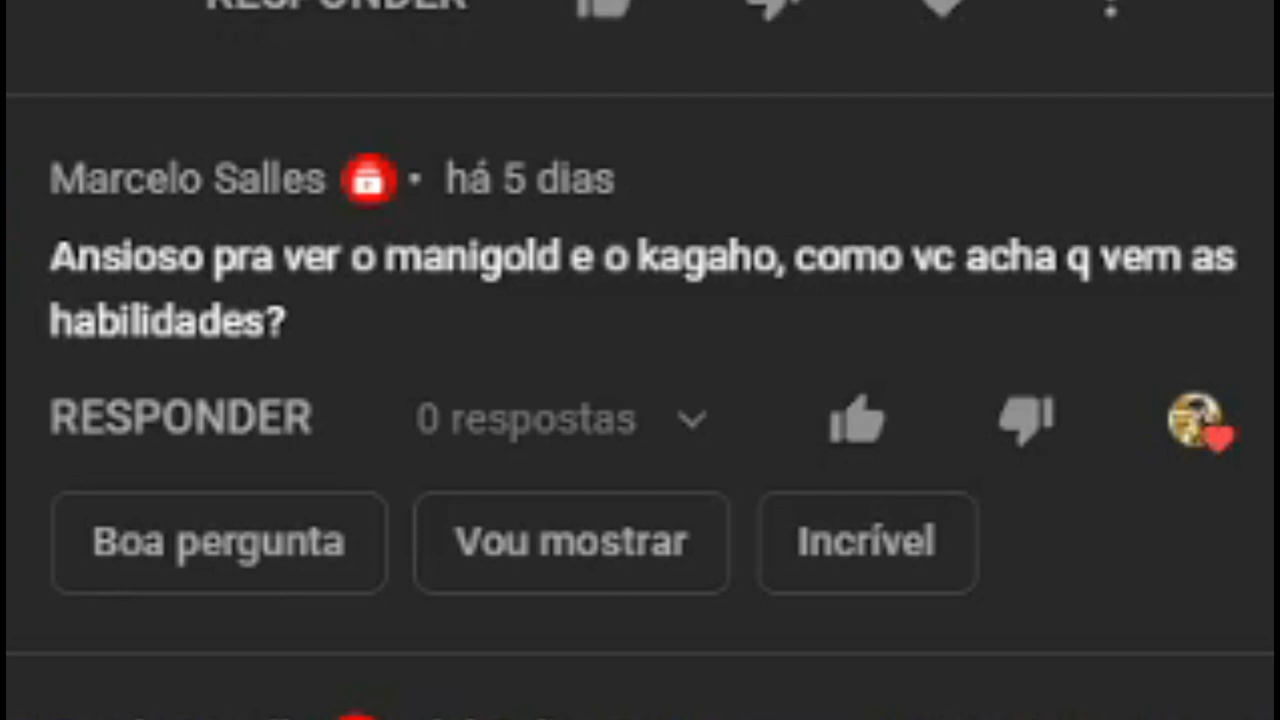 RESPONDER
Marcelo Salles • há 5 dias
Ansioso pra ver o manigold e o kagaho, como vc acha q vem as
habilidades?
RESPONDER 0 respostas
Boa pergunta Vou mostrar Incrível